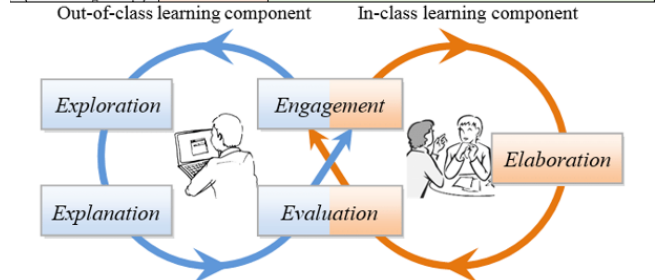 Out-of-class learning component
In-class learning component
Exploration
Engagement
Elaboration
Explanation
Evaluation